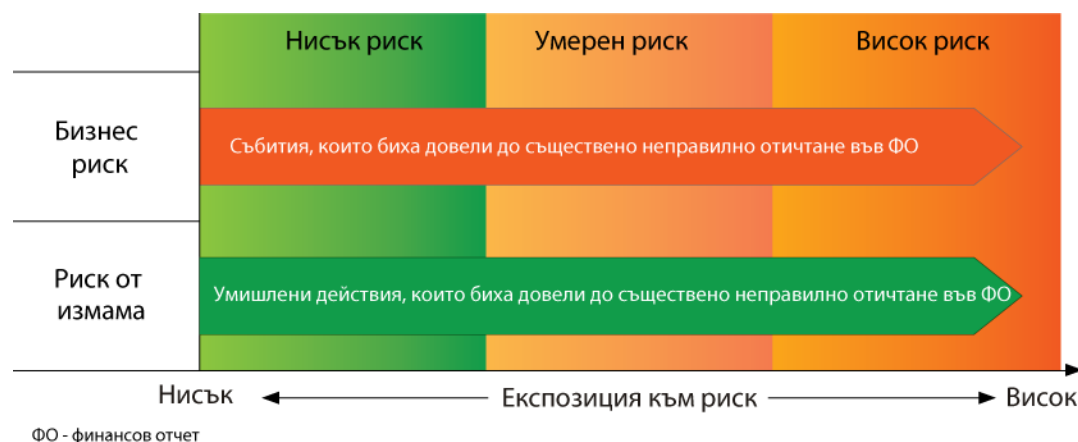 Нисък риск
Умерен риск
Висок риск
Бизнес
риск
Събития, които биха довели до съществено неправилно отичтане във ФО
Риск от
измама
Умишлени действия, които биха довели до съществено неправилно отичтане във ФО
Нисък
Експозиция към риск
Висок
ФО - финансов отчет